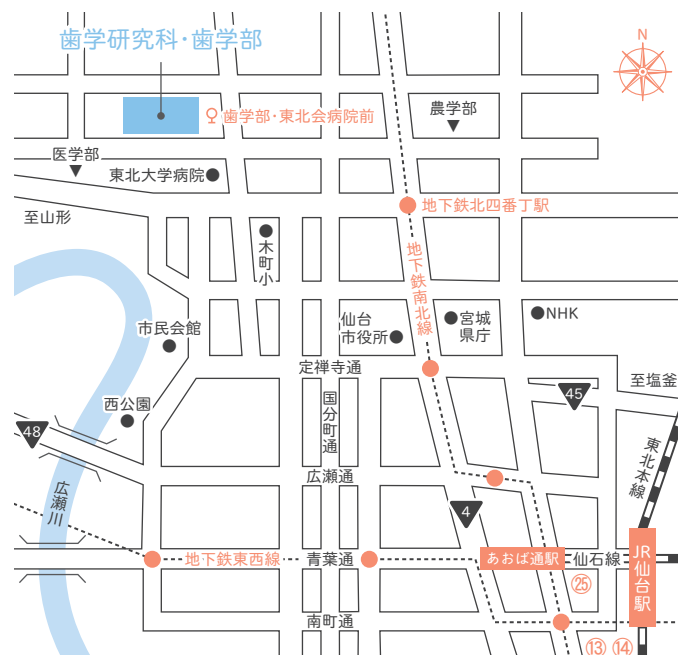 歯学研究科・歯学部
N
歯学部・東北会病院前
農学部
医学部
東北大学病院
至山形
地下鉄北四番丁駅
木町小
地下鉄南北線
市民会館
仙台
市役所
宮城
県庁
NHK
定禅寺通
至塩釜
西公園
国分町通
45
48
東北本線
広瀬通
広瀬川
4
地下鉄東西線
青葉通
あおば通駅
仙石線
JR仙台駅
㉕
南町通
⑬ ⑭